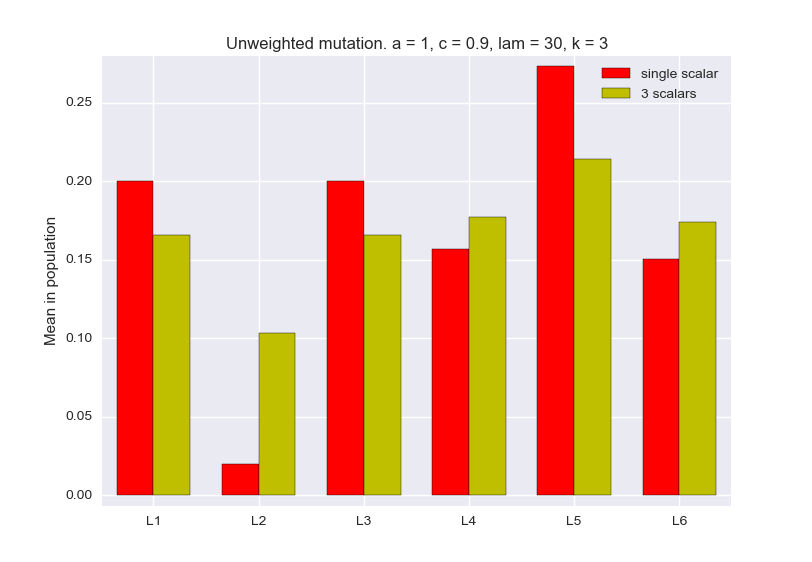 Unweighted mutation. a = 1, c = 0.9, lam = 30, k = 3
single scalar
3 scalars
Mean in population
0.25
0.20
0.15
0.10
0.05
0.00
L1 L2 L3 L4 L5 L6